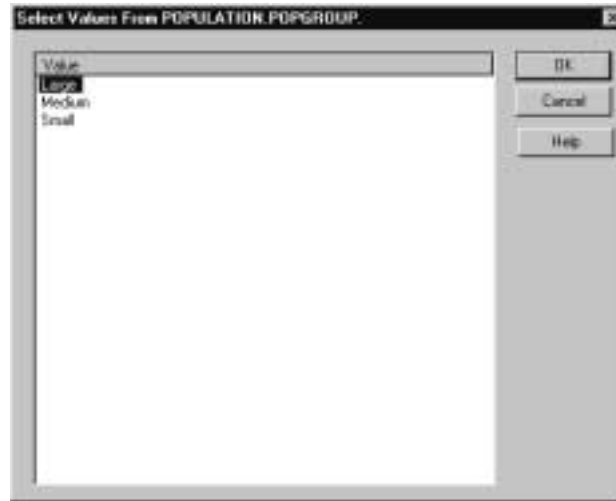 Select Values From POPULATION.POPGROUP.
Value
Large
Medium
Small
OK
Cancel
Help